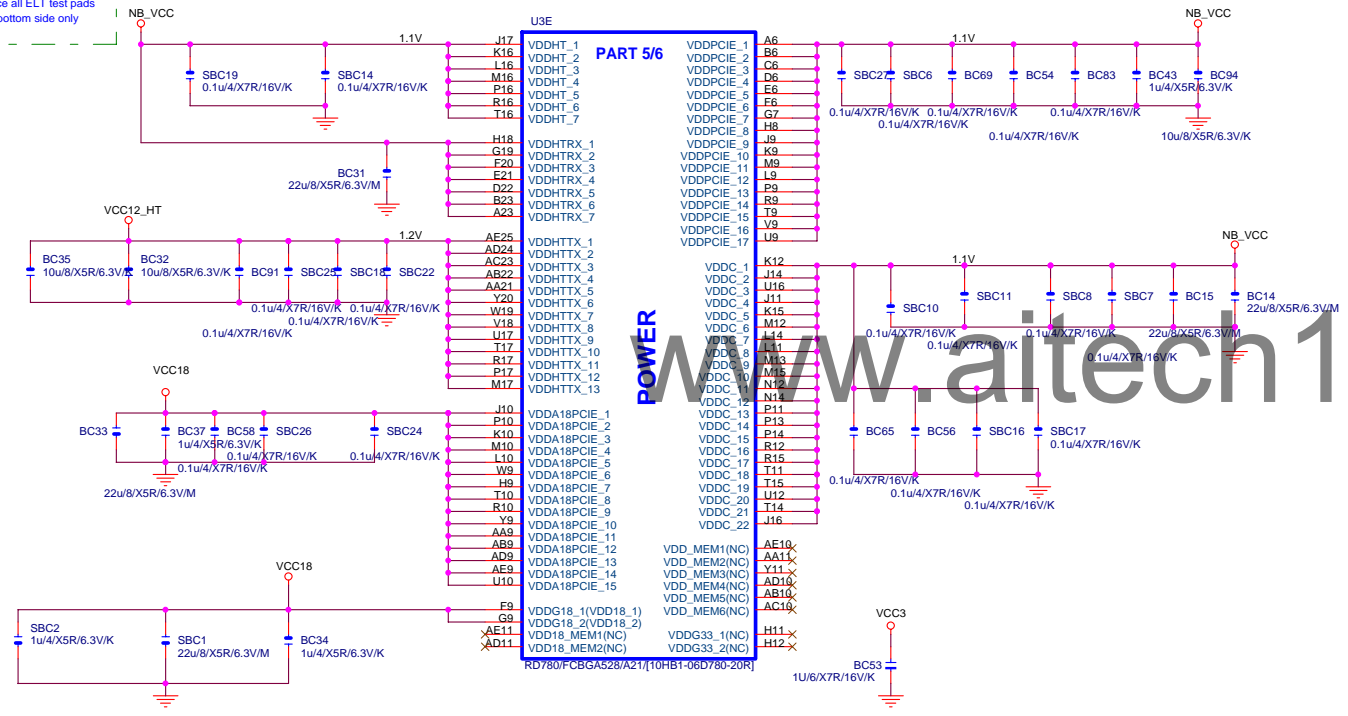 ce all ELT test pads
bottom side only
NB_VCC
1.1V
SBC19
0.1u/4/X7R/16V/K
SBC14
0.1u/4/X7R/16V/K
BC31
22u/8/X5R/6.3V/M
VCC12_HT
1.2V
BC35
10u/8/X5R/6.3V/K
BC32
10u/8/X5R/6.3V/K
BC91
SBC25
SBC18
SBC22
0.1u/4/X7R/16V/K
0.1u/4/X7R/16V/K
0.1u/4/X7R/16V/K
0.1u/4/X7R/16V/K
VCC18
BC33
BC37
1u/4/X5R/6.3V/K
BC58
SBC26
SBC24
0.1u/4/X7R/16V/K
0.1u/4/X7R/16V/K
0.1u/4/X7R/16V/K
22u/8/X5R/6.3V/M
VCC18
SBC2
1u/4/X5R/6.3V/K
SBC1
22u/8/X5R/6.3V/M
BC34
1u/4/X5R/6.3V/K
U3E
PART 5/6
POWER
J17 VDDHT_1
K16 VDDHT_2
L16 VDDHT_3
M16 VDDHT_4
P16 VDDHT_5
R16 VDDHT_6
T16 VDDHT_7
H18 VDDHTRX_1
G19 VDDHTRX_2
F20 VDDHTRX_3
E21 VDDHTRX_4
D22 VDDHTRX_5
B23 VDDHTRX_6
A23 VDDHTRX_7
AE25 VDDHTTX_1
AD24 VDDHTTX_2
AC23 VDDHTTX_3
AB22 VDDHTTX_4
AA21 VDDHTTX_5
Y20 VDDHTTX_6
W19 VDDHTTX_7
V18 VDDHTTX_8
U17 VDDHTTX_9
T17 VDDHTTX_10
R17 VDDHTTX_11
P17 VDDHTTX_12
M17 VDDHTTX_13
J10 VDDA18PCIE_1
P10 VDDA18PCIE_2
K10 VDDA18PCIE_3
M10 VDDA18PCIE_4
L10 VDDA18PCIE_5
W9 VDDA18PCIE_6
H9 VDDA18PCIE_7
T10 VDDA18PCIE_8
R10 VDDA18PCIE_9
Y9 VDDA18PCIE_10
AA9 VDDA18PCIE_11
AB9 VDDA18PCIE_12
AD9 VDDA18PCIE_13
AE9 VDDA18PCIE_14
U10 VDDA18PCIE_15
F9 VDDG18_1(VDD18_1)
G9 VDDG18_2(VDD18_2)
AE11 VDD18_MEM1(NC)
AD11 VDD18_MEM2(NC)
VDDPCIE_1 A6
VDDPCIE_2 B6
VDDPCIE_3 C6
VDDPCIE_4 D6
VDDPCIE_5 E6
VDDPCIE_6 F6
VDDPCIE_7 G7
VDDPCIE_8 H8
VDDPCIE_9 J9
VDDPCIE_10 K9
VDDPCIE_11 M9
VDDPCIE_12 L9
VDDPCIE_13 P9
VDDPCIE_14 R9
VDDPCIE_15 T9
VDDPCIE_16 V9
VDDPCIE_17 U9
VDDC_1 K12
VDDC_2 J14
VDDC_3 U16
VDDC_4 J11
VDDC_5 K15
VDDC_6 M12
VDDC_7 L14
VDDC_8 L11
VDDC_9 M13
VDDC_10 M15
VDDC_11 N12
VDDC_12 N14
VDDC_13 P11
VDDC_14 P13
VDDC_15 P14
VDDC_16 R12
VDDC_17 R15
VDDC_18 T11
VDDC_19 T15
VDDC_20 U12
VDDC_21 T14
VDDC_22 J16
VDD_MEM1(NC) AE10
VDD_MEM2(NC) AA11
VDD_MEM3(NC) Y11
VDD_MEM4(NC) AD10
VDD_MEM5(NC) AB10
VDD_MEM6(NC) AC10
VDDG33_1(NC) H11
VDDG33_2(NC) H12
RD780/FCBGA528/A21/[10HB1-06D780-20R]
NB_VCC
1.1V
SBC27
SBC6
BC69
BC54
BC83
BC43
1u/4/X5R/6.3V/K
BC94
0.1u/4/X7R/16V/K
0.1u/4/X7R/16V/K
0.1u/4/X7R/16V/K
0.1u/4/X7R/16V/K
0.1u/4/X7R/16V/K
10u/8/X5R/6.3V/K
NB_VCC
1.1V
SBC10
SBC11
SBC8
SBC7
BC15
BC14
22u/8/X5R/6.3V/M
0.1u/4/X7R/16V/K
0.1u/4/X7R/16V/K
0.1u/4/X7R/16V/K
0.1u/4/X7R/16V/K
22u/8/X5R/6.3V/M
www.aitech1
BC65
BC56
SBC16
SBC17
0.1u/4/X7R/16V/K
0.1u/4/X7R/16V/K
0.1u/4/X7R/16V/K
0.1u/4/X7R/16V/K
VCC3
BC53
1U/6/X7R/16V/K